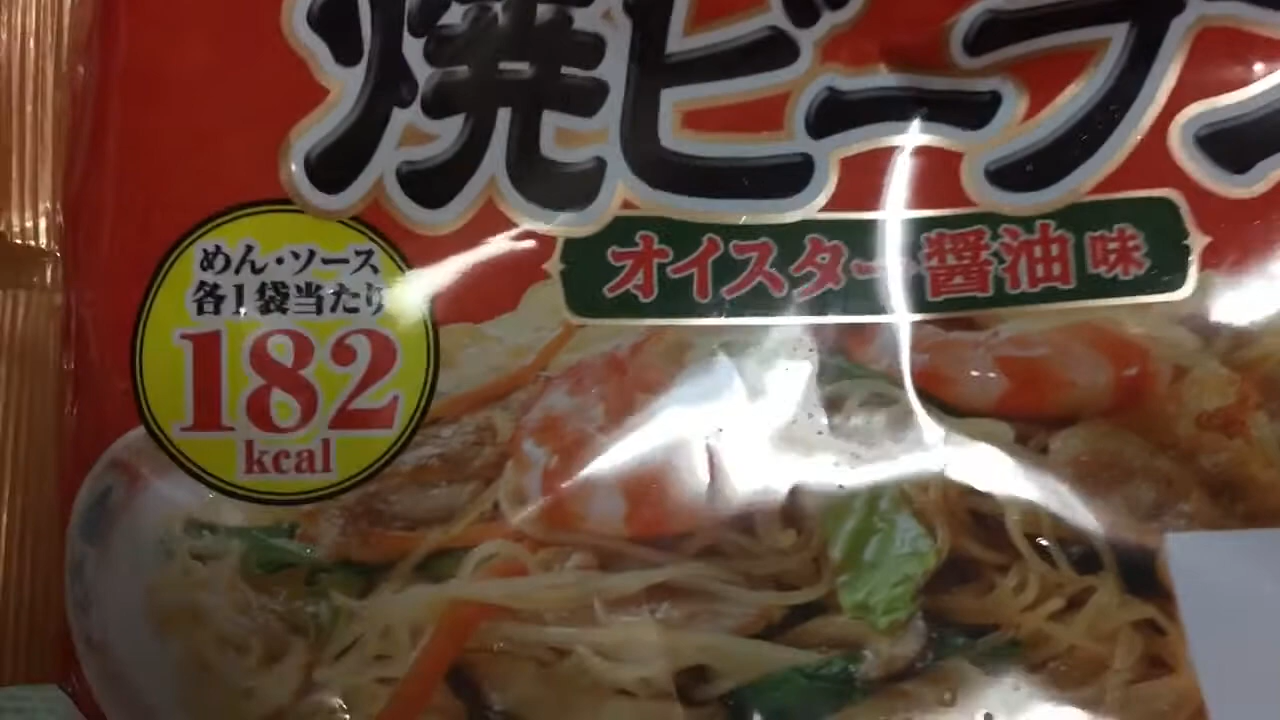 焼ビーフン
オイスター醤油味
めん・ソース
各1袋当たり
182
kcal